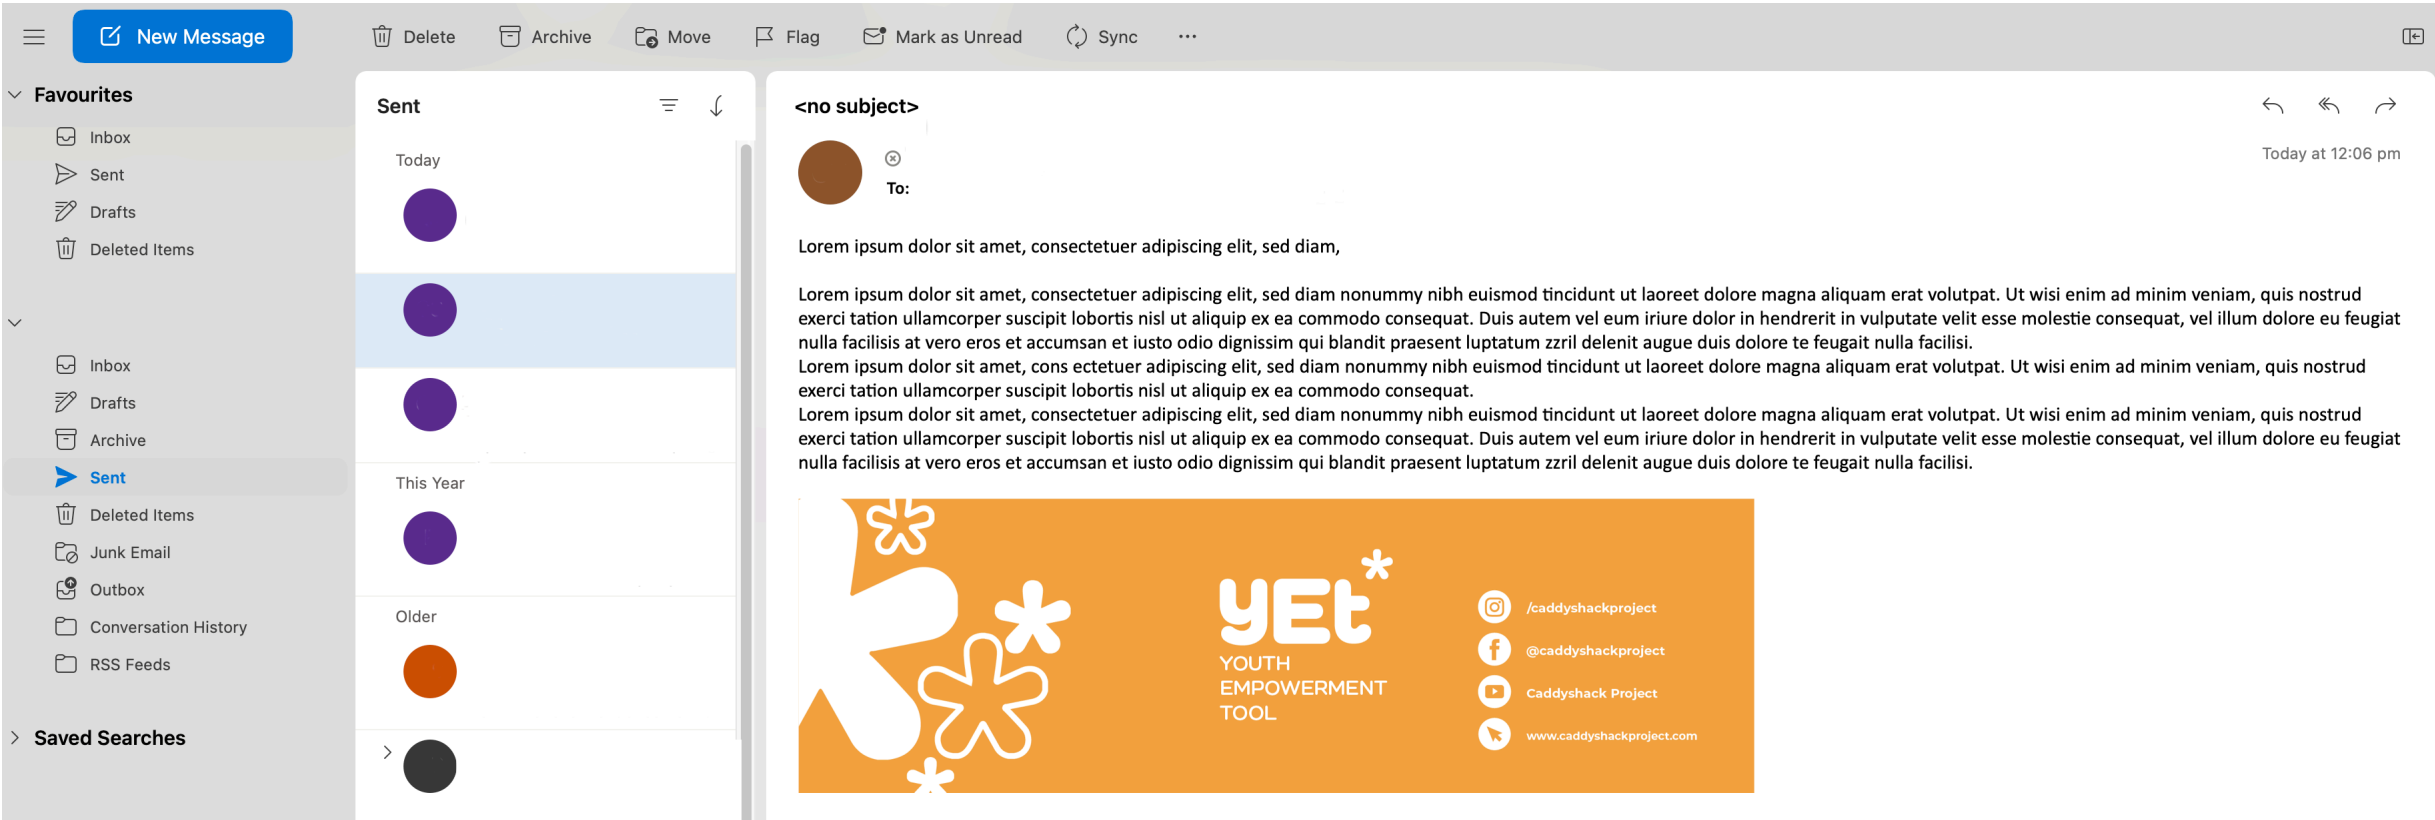 New Message
Delete
Archive
Move
Flag
Mark as Unread
Sync
Favourites
Inbox
Sent
Drafts
Deleted Items
Inbox
Drafts
Archive
Sent
Deleted Items
Junk Email
Outbox
Conversation History
RSS Feeds
Saved Searches
Sent
Today
This Year
Older
<no subject>
Today at 12:06 pm
To:
Lorem ipsum dolor sit amet, consectetuer adipiscing elit, sed diam,
Lorem ipsum dolor sit amet, consectetuer adipiscing elit, sed diam nonummy nibh euismod tincidunt ut laoreet dolore magna aliquam erat volutpat. Ut wisi enim ad minim veniam, quis nostrud
exerci tation ullamcorper suscipit lobortis nisl ut aliquip ex ea commodo consequat. Duis autem vel eum iriure dolor in hendrerit in vulputate velit esse molestie consequat, vel illum dolore eu feugiat
nulla facilisis at vero eros et accumsan et iusto odio dignissim qui blandit praesent luptatum zzril delenit augue duis dolore te feugait nulla facilisi.
Lorem ipsum dolor sit amet, cons ectetuer adipiscing elit, sed diam nonummy nibh euismod tincidunt ut laoreet dolore magna aliquam erat volutpat. Ut wisi enim ad minim veniam, quis nostrud
exerci tation ullamcorper suscipit lobortis nisl ut aliquip ex ea commodo consequat.
Lorem ipsum dolor sit amet, consectetuer adipiscing elit, sed diam nonummy nibh euismod tincidunt ut laoreet dolore magna aliquam erat volutpat. Ut wisi enim ad minim veniam, quis nostrud
exerci tation ullamcorper suscipit lobortis nisl ut aliquip ex ea commodo consequat. Duis autem vel eum iriure dolor in hendrerit in vulputate velit esse molestie consequat, vel illum dolore eu feugiat
nulla facilisis at vero eros et accumsan et iusto odio dignissim qui blandit praesent luptatum zzril delenit augue duis dolore te feugait nulla facilisi.
yEt*
YOUTH
EMPOWERMENT
TOOL
/caddyshackproject
@caddyshackproject
Caddyshack Project
www.caddyshackproject.com